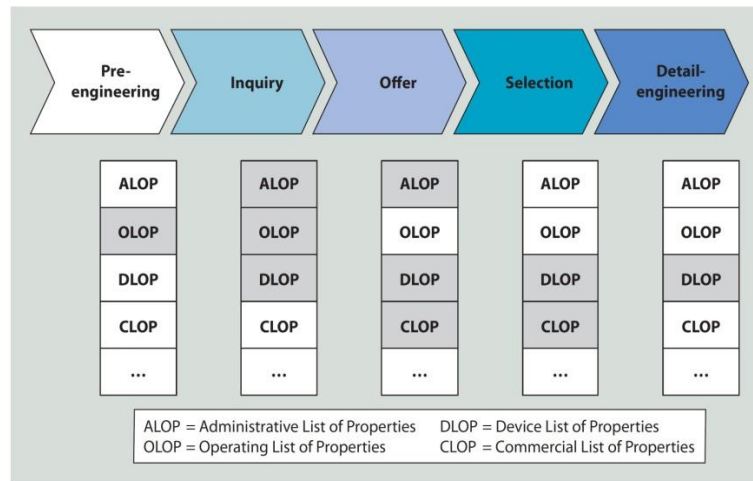 Pre-
engineering
Inquiry
Offer
Selection
Detail-
engineering
ALOP
OLOP
DLOP
CLOP
...
ALOP
OLOP
DLOP
CLOP
...
ALOP
OLOP
DLOP
CLOP
...
ALOP
OLOP
DLOP
CLOP
...
ALOP
OLOP
DLOP
CLOP
...
ALOP = Administrative List of Properties
OLOP = Operating List of Properties
DLOP = Device List of Properties
CLOP = Commercial List of Properties